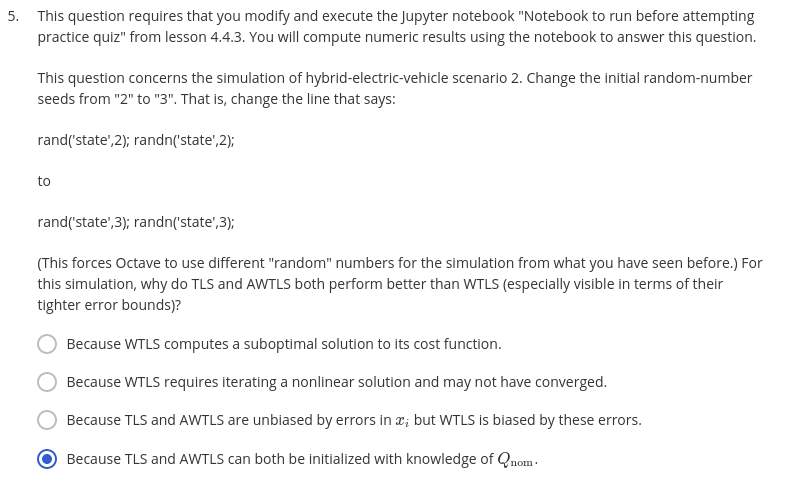 5. This question requires that you modify and execute the Jupyter notebook "Notebook to run before attempting
practice quiz" from lesson 4.4.3. You will compute numeric results using the notebook to answer this question.
This question concerns the simulation of hybrid-electric-vehicle scenario 2. Change the initial random-number
seeds from "2" to "3". That is, change the line that says:
rand('state',2); randn('state',2);
to
rand('state',3); randn('state',3);
(This forces Octave to use different "random" numbers for the simulation from what you have seen before.) For
this simulation, why do TLS and AWTLS both perform better than WTLS (especially visible in terms of their
tighter error bounds)?
Because WTLS computes a suboptimal solution to its cost function.
Because WTLS requires iterating a nonlinear solution and may not have converged.
Because TLS and AWTLS are unbiased by errors in xᵢ but WTLS is biased by these errors.
Because TLS and AWTLS can both be initialized with knowledge of Qnom.